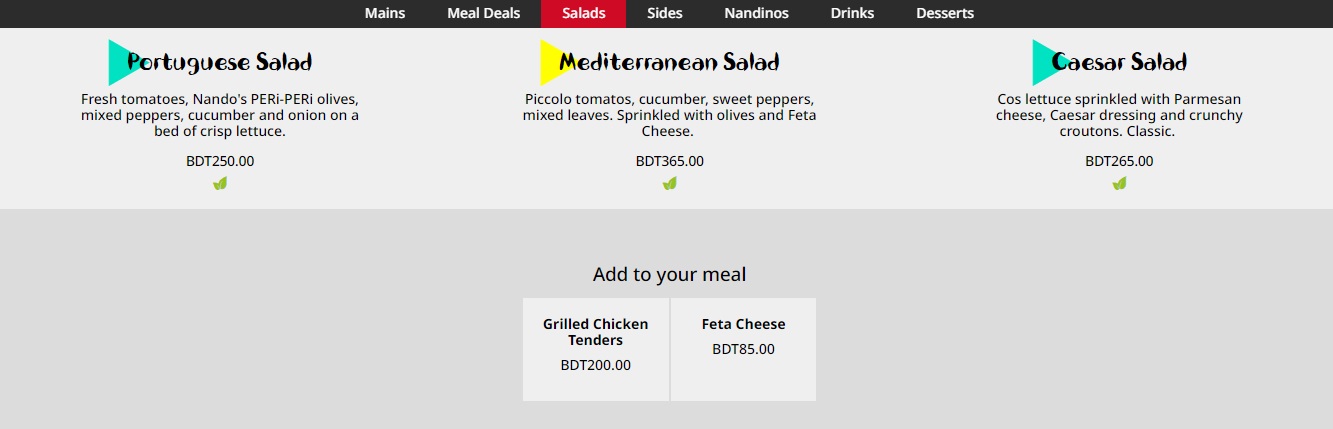 Mains Meal Deals Salads Sides Nandinos Drinks Desserts
Portuguese Salad
Fresh tomatoes, Nando's PERi-PERi olives,
mixed peppers, cucumber and onion on a
bed of crisp lettuce.
BDT250.00
Mediterranean Salad
Piccolo tomatos, cucumber, sweet peppers,
mixed leaves. Sprinkled with olives and Feta
Cheese.
BDT365.00
Caesar Salad
Cos lettuce sprinkled with Parmesan
cheese, Caesar dressing and crunchy
croutons. Classic.
BDT265.00
Add to your meal
Grilled Chicken
Tenders
BDT200.00
Feta Cheese
BDT85.00